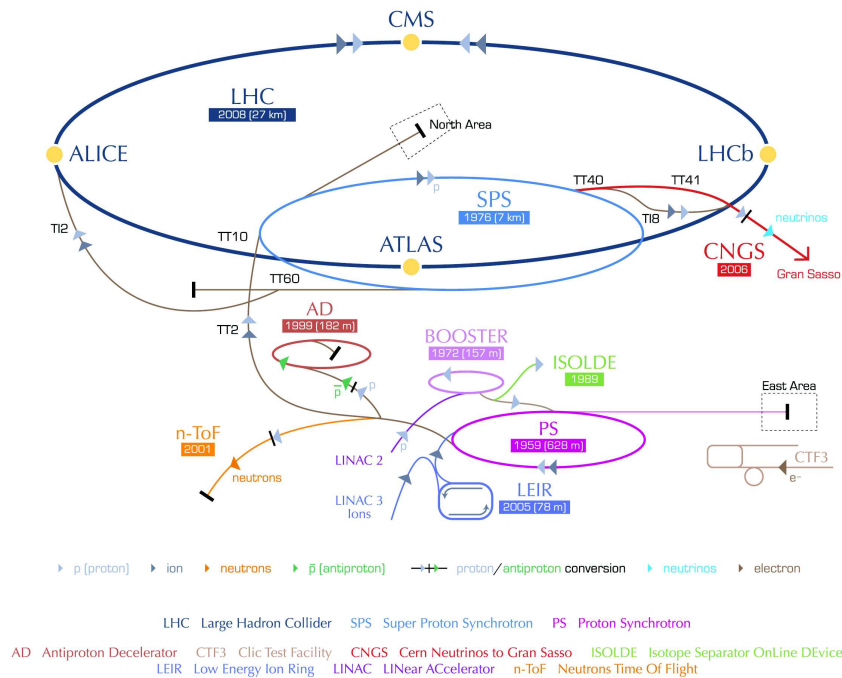 CMS
LHC
2008 (27 km)
North Area
ALICE
LHCb
TT40
TT41
SPS
1976 (7 km)
p
TI8
neutrinos
TI2
TT10
ATLAS
CNGS
2006
Gran Sasso
TT60
AD
1999 (182 m)
TT2
BOOSTER
1972 (157 m)
ISOLDE
1989
p̅
p
East Area
n-ToF
2001
PS
1959 (628 m)
LINAC 2
p
neutrons
CTF3
e-
LEIR
2005 (78 m)
LINAC 3
Ions
p (proton) ion neutrons p̅ (antiproton) proton/antiproton conversion neutrinos electron
LHC Large Hadron Collider SPS Super Proton Synchrotron PS Proton Synchrotron
AD Antiproton Decelerator CTF3 Clic Test Facility CNGS Cern Neutrinos to Gran Sasso ISOLDE Isotope Separator OnLine DEvice
LEIR Low Energy Ion Ring LINAC LINear ACcelerator n-ToF Neutrons Time Of Flight